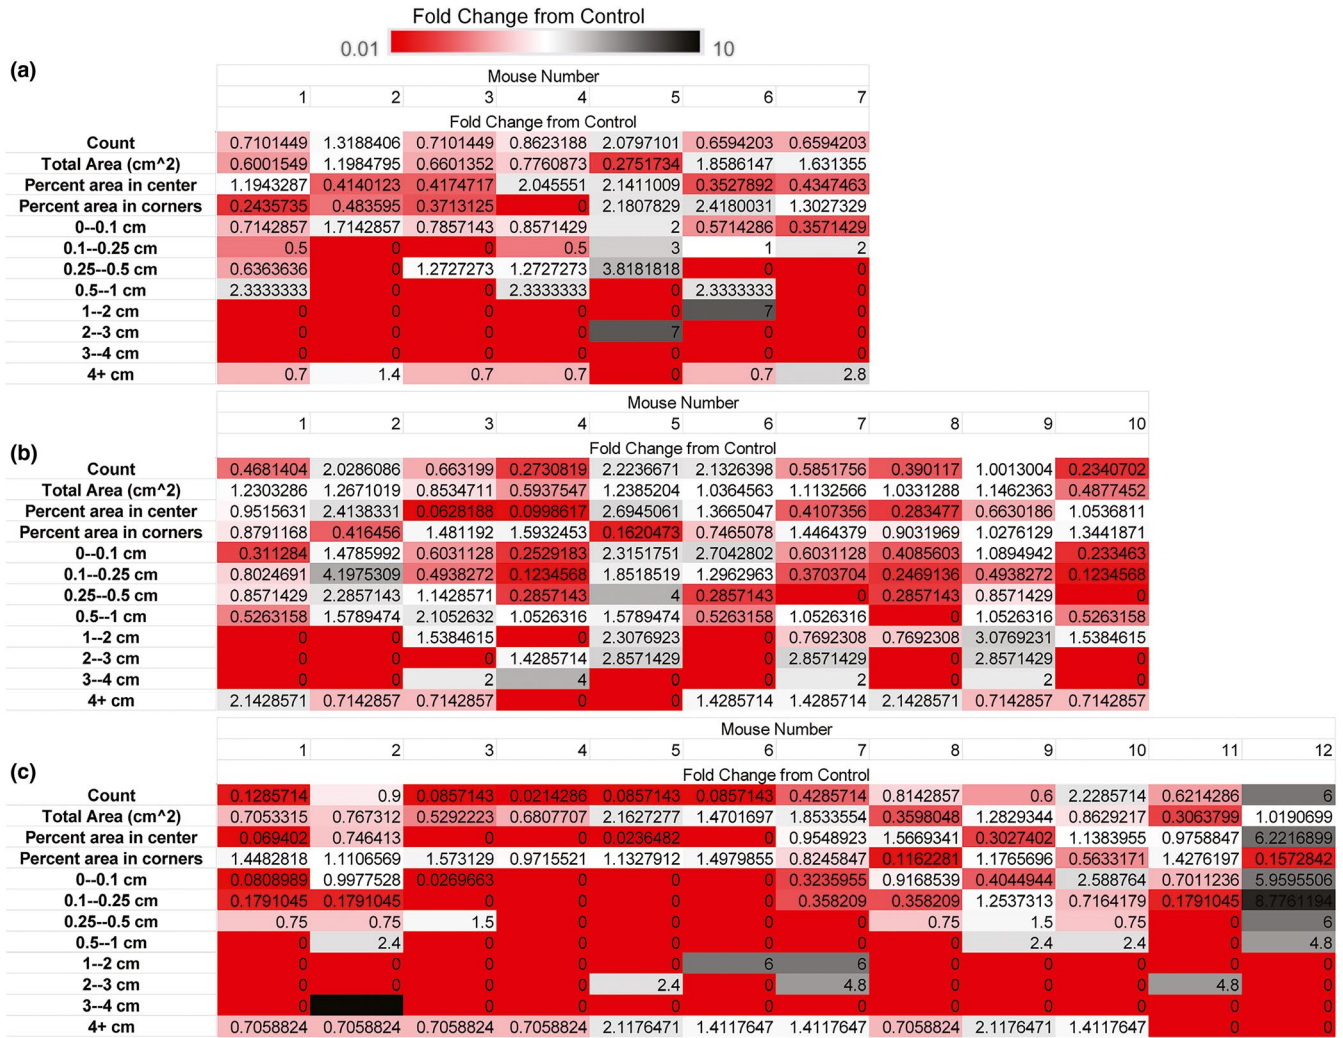 Fold Change from Control
0.01 10
(a)
Mouse Number
1 2 3 4 5 6 7
Fold Change from Control
Count 0.7101449 1.3188406 0.7101449 0.8623188 2.0797101 0.6594203 0.6594203
Total Area (cm^2) 0.6001549 1.1984795 0.6601352 0.7760873 0.2751734 1.8586147 1.631355
Percent area in center 1.1943287 0.4140123 0.4174717 2.045551 2.1411009 0.3527892 0.4347463
Percent area in corners 0.2435735 0.483595 0.3713125 0 2.1807829 2.4180031 1.3027329
0--0.1 cm 0.7142857 1.7142857 0.7857143 0.8571429 2 0.5714286 0.3571429
0.1--0.25 cm 0.5 0 0 0.5 3 1 2
0.25--0.5 cm 0.6363636 0 1.2727273 1.2727273 3.8181818 0 0
0.5--1 cm 2.3333333 0 0 2.3333333 0 2.3333333 0
1--2 cm 0 0 0 0 0 7 0
2--3 cm 0 0 0 0 7 0 0
3--4 cm 0 0 0 0 0 0 0
4+ cm 0.7 1.4 0.7 0.7 0 0.7 2.8
Mouse Number
1 2 3 4 5 6 7 8 9 10
(b)
Fold Change from Control
Count 0.4681404 2.0286086 0.663199 0.2730819 2.2236671 2.1326398 0.5851756 0.390117 1.0013004 0.2340702
Total Area (cm^2) 1.2303286 1.2671019 0.8534711 0.5937547 1.2385204 1.0364563 1.1132566 1.0331288 1.1462363 0.4877452
Percent area in center 0.9515631 2.4138331 0.0628188 0.0998617 2.6945061 1.3665047 0.4107356 0.283477 0.6630186 1.0536811
Percent area in corners 0.8791168 0.416456 1.481192 1.5932453 0.1620473 0.7465078 1.4464379 0.9031969 1.0276129 1.3441871
0--0.1 cm 0.311284 1.4785992 0.6031128 0.2529183 2.3151751 2.7042802 0.6031128 0.4085603 1.0894942 0.233463
0.1--0.25 cm 0.8024691 4.1975309 0.4938272 0.1234568 1.8518519 1.2962963 0.3703704 0.2469136 0.4938272 0.1234568
0.25--0.5 cm 0.8571429 2.2857143 1.1428571 0.2857143 4 0.2857143 0 0.2857143 0.8571429 0
0.5--1 cm 0.5263158 1.5789474 2.1052632 1.0526316 1.5789474 0.5263158 1.0526316 0 1.0526316 0.5263158
1--2 cm 0 0 1.5384615 0 2.3076923 0 0.7692308 0.7692308 3.0769231 1.5384615
2--3 cm 0 0 0 1.4285714 2.8571429 0 2.8571429 0 2.8571429 0
3--4 cm 0 0 2 4 0 0 2 0 2 0
4+ cm 2.1428571 0.7142857 0.7142857 0 0 1.4285714 1.4285714 2.1428571 0.7142857 0.7142857
Mouse Number
1 2 3 4 5 6 7 8 9 10 11 12
(c)
Fold Change from Control
Count 0.1285714 0.9 0.0857143 0.0214286 0.0857143 0.0857143 0.4285714 0.8142857 0.6 2.2285714 0.6214286 6
Total Area (cm^2) 0.7053315 0.767312 0.5292223 0.6807707 2.1627277 1.4701697 1.8533554 0.3598048 1.2829344 0.8629217 0.3063799 1.0190699
Percent area in center 0.069402 0.746413 0 0 0.0236482 0 0.9548923 1.5669341 0.3027402 1.1383955 0.9758847 6.2216899
Percent area in corners 1.4482818 1.1106569 1.573129 0.9715521 1.1327912 1.4979855 0.8245847 0.1162281 1.1765696 0.5633171 1.4276197 0.1572842
0--0.1 cm 0.0808989 0.9977528 0.0269663 0 0 0 0.3235955 0.9168539 0.4044944 2.588764 0.7011236 5.9595506
0.1--0.25 cm 0.1791045 0.1791045 0 0 0 0 0.358209 0.358209 1.2537313 0.7164179 0.1791045 8.7761194
0.25--0.5 cm 0.75 0.75 1.5 0 0 0 0 0.75 1.5 0.75 0 6
0.5--1 cm 0 2.4 0 0 0 0 0 0 2.4 2.4 0 4.8
1--2 cm 0 0 0 0 0 6 6 0 0 0 0 0
2--3 cm 0 0 0 0 2.4 0 4.8 0 0 0 4.8 0
3--4 cm 0 0 0 0 0 0 0 0 0 0 0
4+ cm 0.7058824 0.7058824 0.7058824 0.7058824 2.1176471 1.4117647 1.4117647 0.7058824 2.1176471 1.4117647 0 0